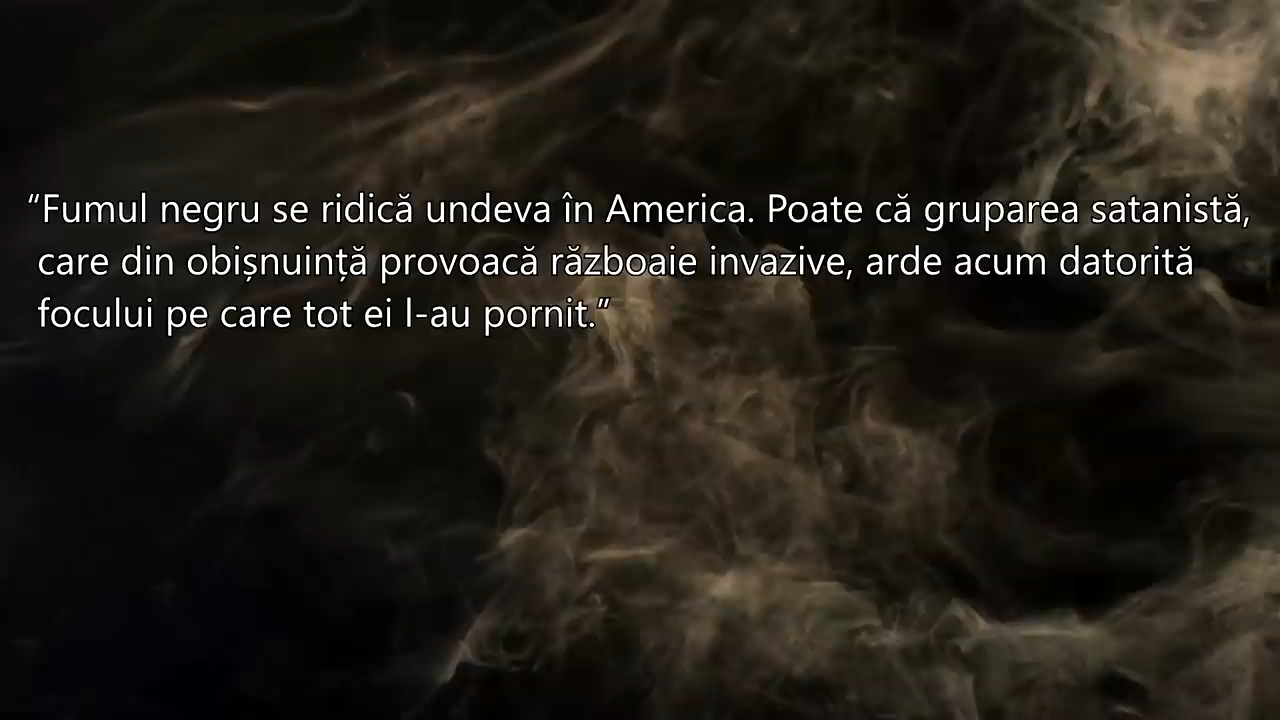 “Fumul negru se ridică undeva în America. Poate că gruparea satanistă,
care din obișnuință provoacă războaie invazive, arde acum datorită
focului pe care tot ei l-au pornit.”